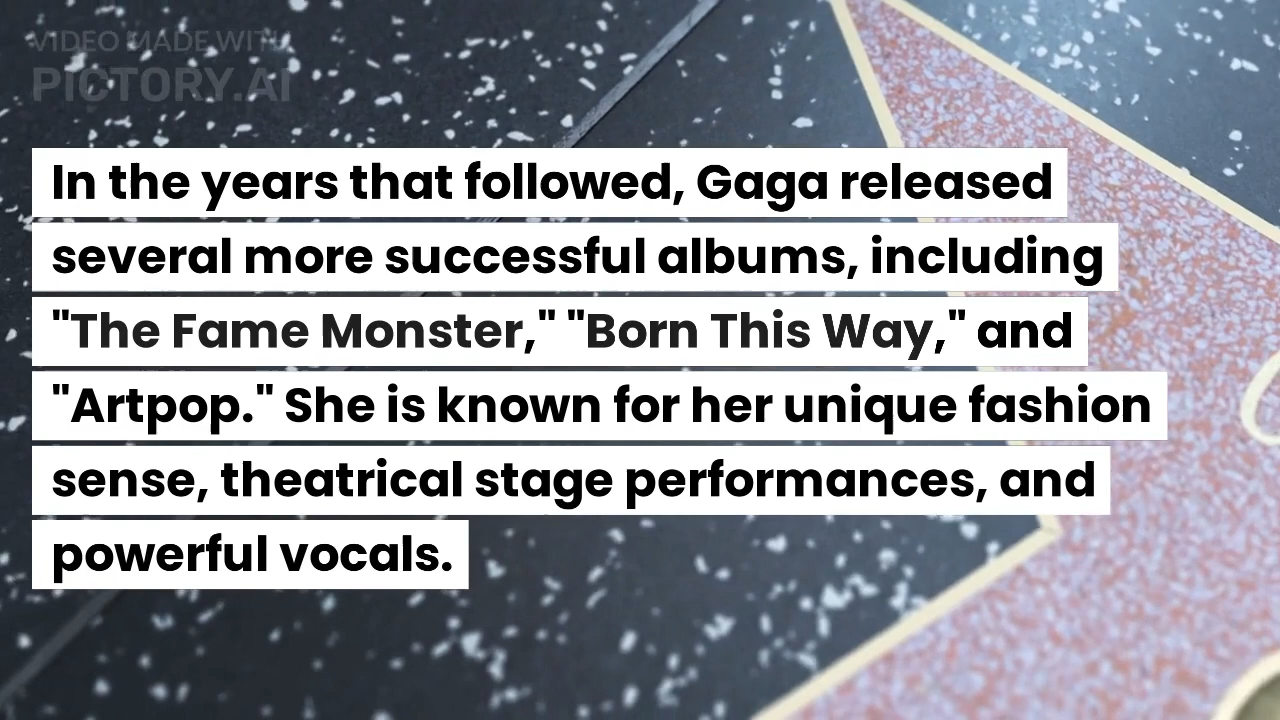 VIDEO MADE WITH
PICTORY.AI
In the years that followed, Gaga released
several more successful albums, including
"The Fame Monster," "Born This Way," and
"Artpop." She is known for her unique fashion
sense, theatrical stage performances, and
powerful vocals.